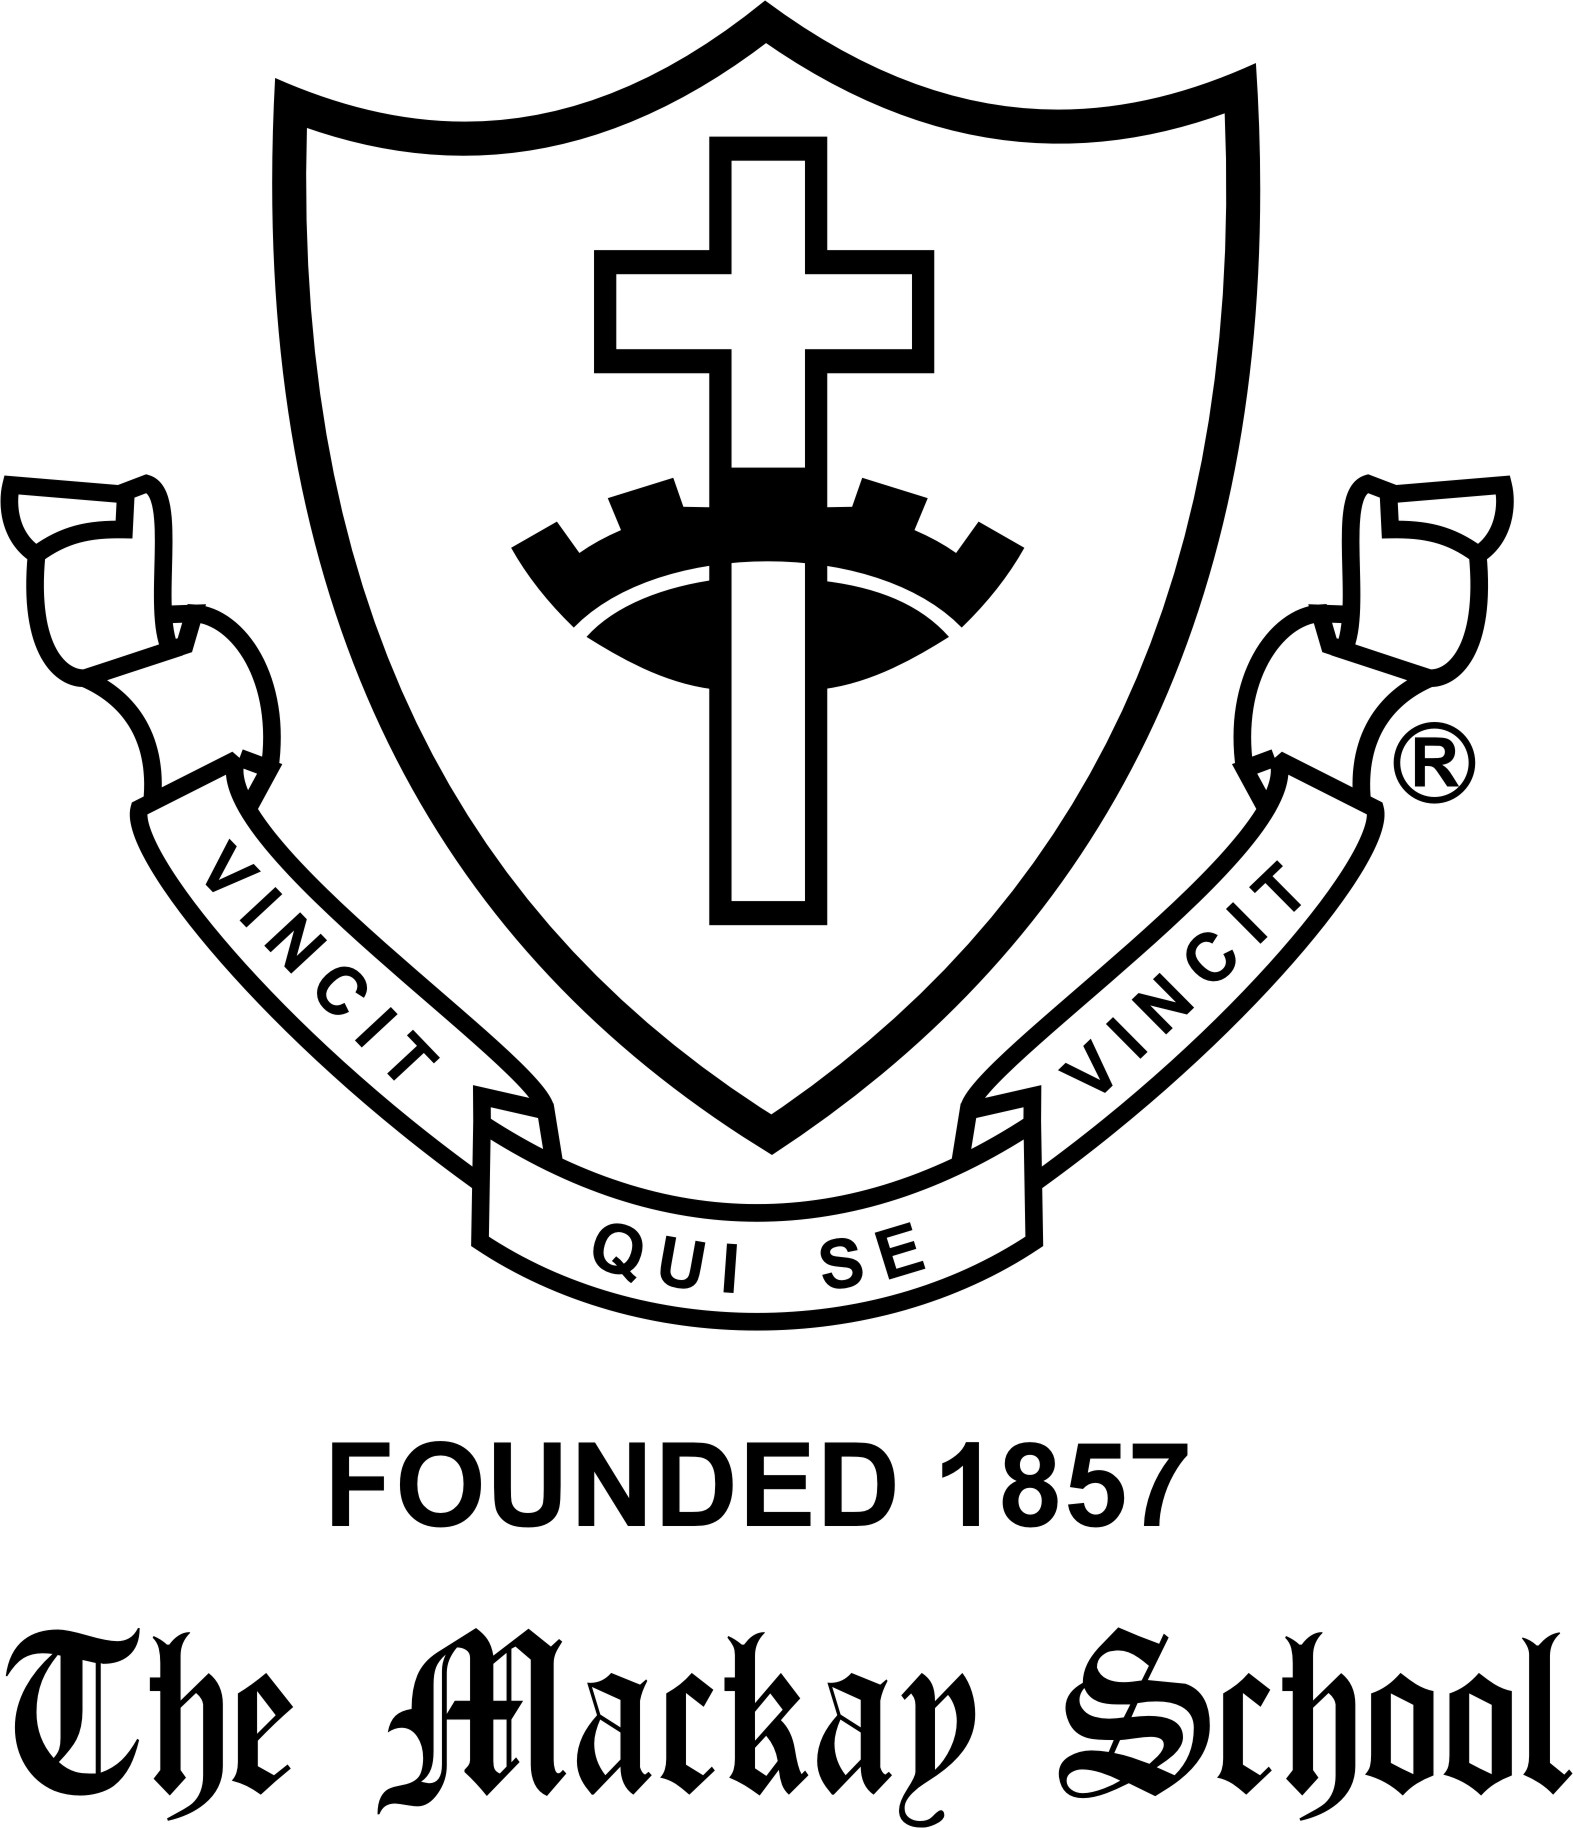 VINCIT QUI SE VINCIT
®
FOUNDED 1857
The Mackay School